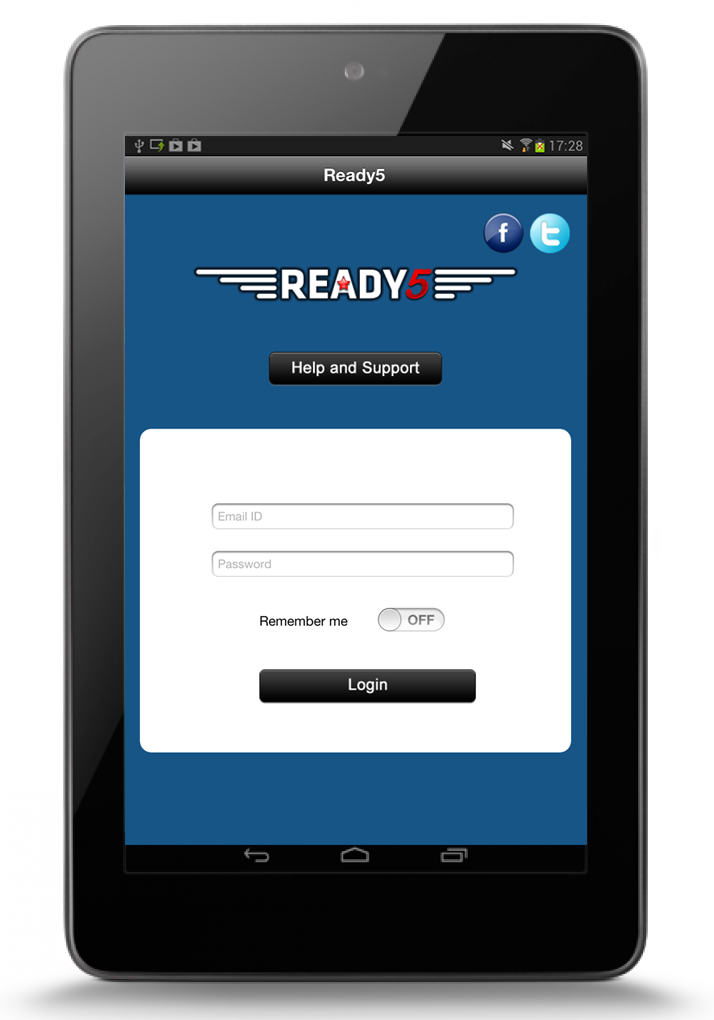 17:28
Ready5
f t
READY5
Help and Support
Email ID
Password
Remember me OFF
Login